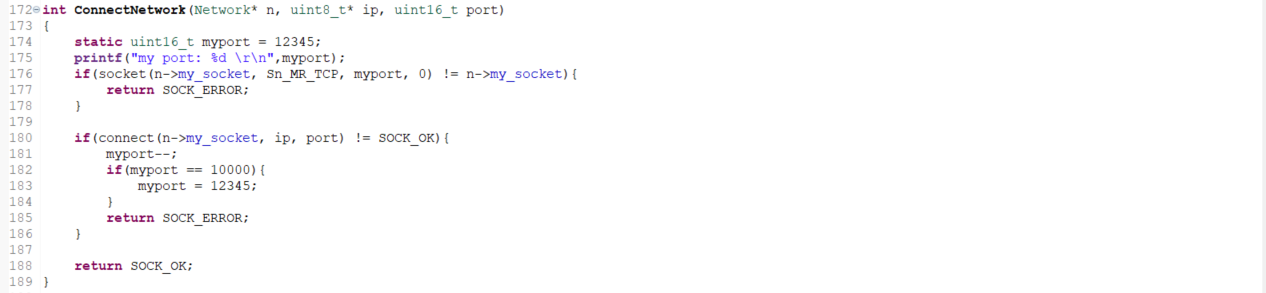 172 int ConnectNetwork(Network* n, uint8_t* ip, uint16_t port)
173 {
174     static uint16_t myport = 12345;
175     printf("my port: %d \r\n",myport);
176     if(socket(n->my_socket, Sn_MR_TCP, myport, 0) != n->my_socket){
177         return SOCK_ERROR;
178     }
179
180     if(connect(n->my_socket, ip, port) != SOCK_OK){
181         myport--;
182         if(myport == 10000){
183             myport = 12345;
184         }
185         return SOCK_ERROR;
186     }
187
188     return SOCK_OK;
189 }